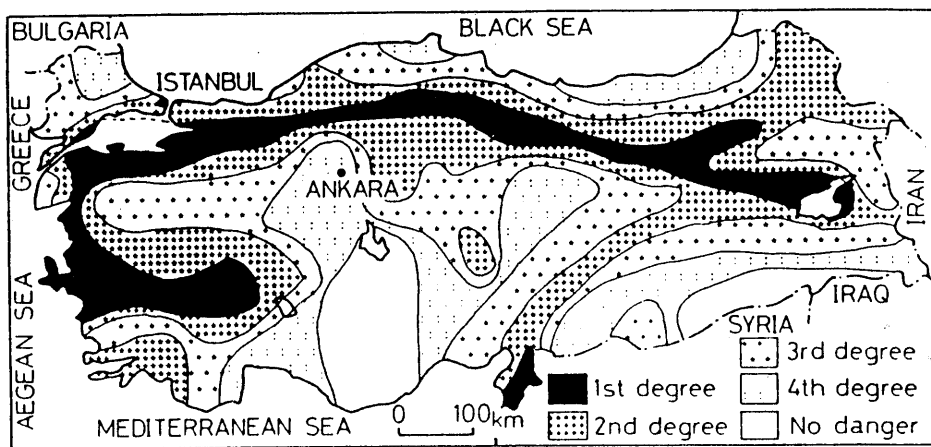 BULGARIA
BLACK SEA
ISTANBUL
GREECE
ANKARA
IRAN
AEGEAN SEA
IRAQ
SYRIA
3rd degree
1st degree
4th degree
0 100km
2nd degree
No danger
MEDITERRANEAN SEA